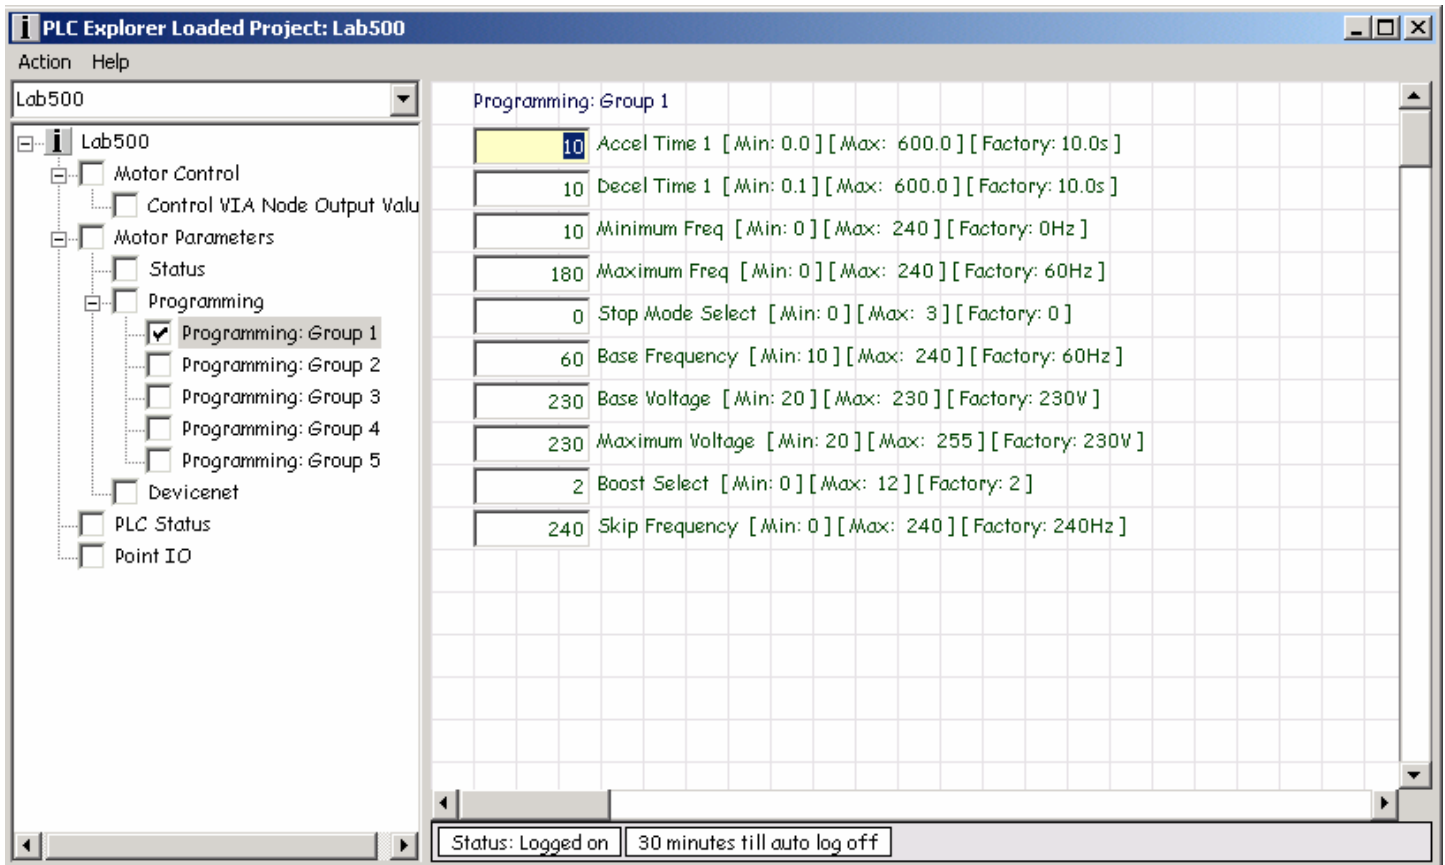 PLC Explorer Loaded Project: Lab500
Action Help
Lab500
Lab500
Motor Control
Control VIA Node Output Valu
Motor Parameters
Status
Programming
Programming: Group 1
Programming: Group 2
Programming: Group 3
Programming: Group 4
Programming: Group 5
Devicenet
PLC Status
Point IO
Programming: Group 1
10 Accel Time 1 [ Min: 0.0 ] [ Max: 600.0 ] [ Factory: 10.0s ]
10 Decel Time 1 [ Min: 0.1 ] [ Max: 600.0 ] [ Factory: 10.0s ]
10 Minimum Freq [ Min: 0 ] [ Max: 240 ] [ Factory: 0Hz ]
180 Maximum Freq [ Min: 0 ] [ Max: 240 ] [ Factory: 60Hz ]
0 Stop Mode Select [ Min: 0 ] [ Max: 3 ] [ Factory: 0 ]
60 Base Frequency [ Min: 10 ] [ Max: 240 ] [ Factory: 60Hz ]
230 Base Voltage [ Min: 20 ] [ Max: 230 ] [ Factory: 230V ]
230 Maximum Voltage [ Min: 20 ] [ Max: 255 ] [ Factory: 230V ]
2 Boost Select [ Min: 0 ] [ Max: 12 ] [ Factory: 2 ]
240 Skip Frequency [ Min: 0 ] [ Max: 240 ] [ Factory: 240Hz ]
Status: Logged on 30 minutes till auto log off